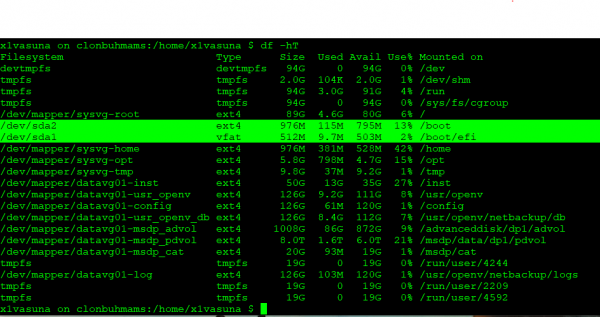 x1vasuna on clonbuhmams:/home/x1vasuna $ df -hT
Filesystem Type Size Used Avail Use% Mounted on
devtmpfs devtmpfs 94G 0 94G 0% /dev
tmpfs tmpfs 2.0G 104K 2.0G 1% /dev/shm
tmpfs tmpfs 94G 3.0G 91G 4% /run
tmpfs tmpfs 94G 0 94G 0% /sys/fs/cgroup
/dev/mapper/sysvg-root ext4 89G 4.6G 80G 6% /
/dev/sda2 ext4 976M 115M 795M 13% /boot
/dev/sda1 vfat 512M 9.7M 503M 2% /boot/efi
/dev/mapper/sysvg-home ext4 976M 381M 528M 42% /home
/dev/mapper/sysvg-opt ext4 5.8G 798M 4.7G 15% /opt
/dev/mapper/sysvg-tmp ext4 9.8G 37M 9.2G 1% /tmp
/dev/mapper/datavg01-inst ext4 50G 13G 35G 27% /inst
/dev/mapper/datavg01-usr_openv ext4 126G 9.2G 111G 8% /usr/openv
/dev/mapper/datavg01-config ext4 126G 61M 120G 1% /config
/dev/mapper/datavg01-usr_openv_db ext4 126G 8.4G 112G 7% /usr/openv/netbackup/db
/dev/mapper/datavg01-msdp_advol ext4 1008G 86G 872G 9% /advanceddisk/dp1/advol
/dev/mapper/datavg01-msdp_pdvol ext4 8.0T 1.6T 6.0T 21% /msdp/data/dp1/pdvol
/dev/mapper/datavg01-msdp_cat ext4 20G 93M 19G 1% /msdp/cat
tmpfs tmpfs 19G 0 19G 0% /run/user/4244
/dev/mapper/datavg01-log ext4 126G 103M 120G 1% /usr/openv/netbackup/logs
tmpfs tmpfs 19G 0 19G 0% /run/user/2209
tmpfs tmpfs 19G 0 19G 0% /run/user/4592
x1vasuna on clonbuhmams:/home/x1vasuna $